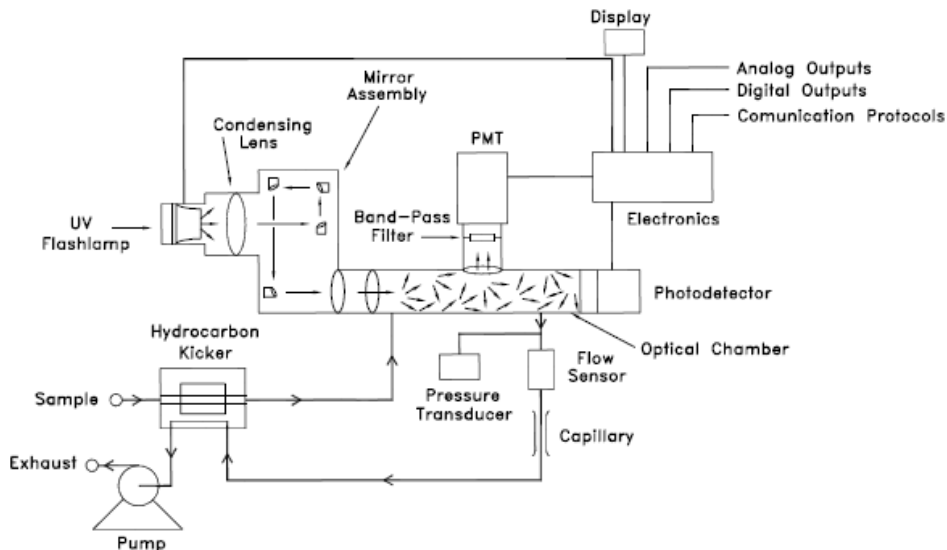 Display
Analog Outputs
Digital Outputs
Comunication Protocols
Mirror
Assembly
Condensing
Lens
PMT
UV
Flashlamp
Band-Pass
Filter
Electronics
Photodetector
Hydrocarbon
Kicker
Optical Chamber
Flow
Sensor
Pressure
Transducer
Sample
Capillary
Exhaust
Pump